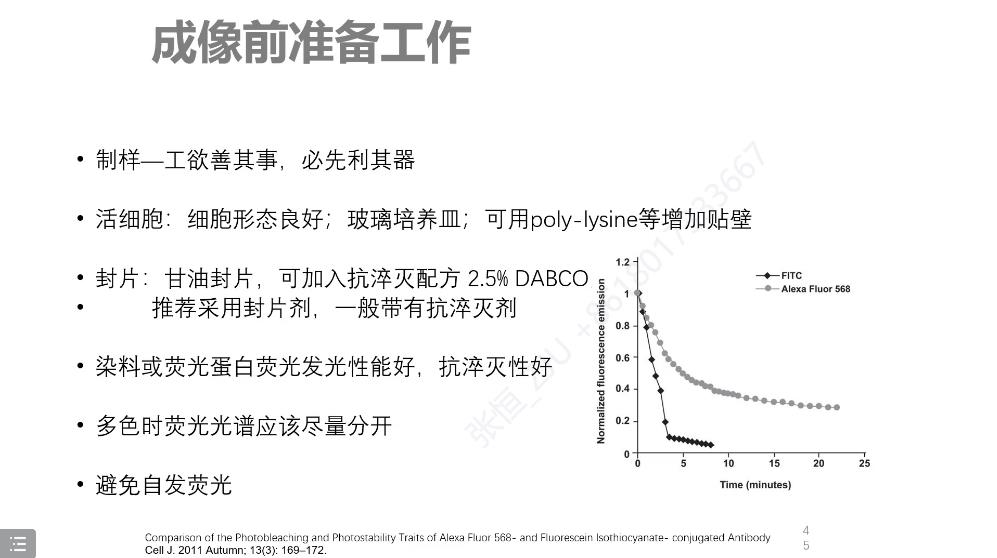 成像前准备工作
• 制样—工欲善其事，必先利其器
• 活细胞：细胞形态良好；玻璃培养皿；可用poly-lysine等增加贴壁
• 封片：甘油封片，可加入抗淬灭配方 2.5% DABCO
• 推荐采用封片剂，一般带有抗淬灭剂
• 染料或荧光蛋白荧光发光性能好，抗淬灭性好
• 多色时荧光光谱应该尽量分开
• 避免自发荧光
Normalized fluorescence emission
1.2
1
0.8
0.6
0.4
0.2
0
FITC
Alexa Fluor 568
0 5 10 15 20 25
Time (minutes)
Comparison of the Photobleaching and Photostability Traits of Alexa Fluor 568- and Fluorescein Isothiocyanate- conjugated Antibody
Cell J. 2011 Autumn; 13(3): 169–172.
4
5